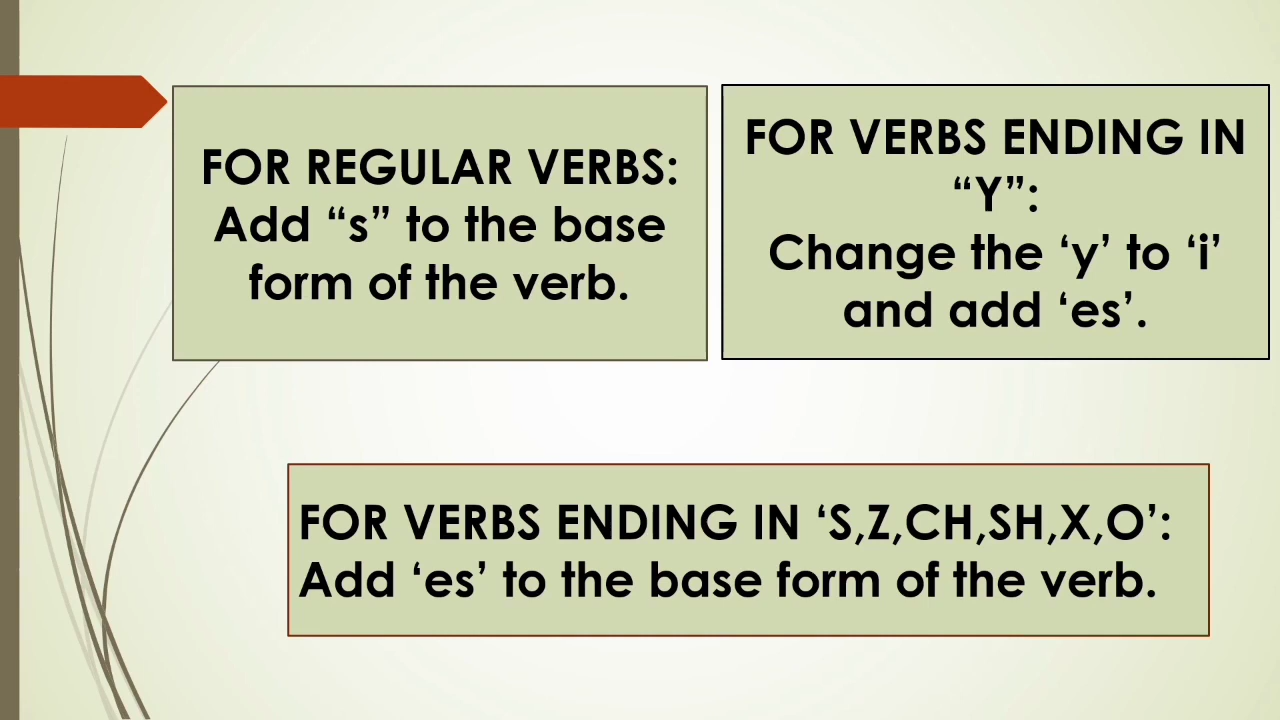 FOR REGULAR VERBS:
Add “s” to the base
form of the verb.
FOR VERBS ENDING IN
“Y”:
Change the ‘y’ to ‘i’
and add ‘es’.
FOR VERBS ENDING IN ‘S,Z,CH,SH,X,O’:
Add ‘es’ to the base form of the verb.